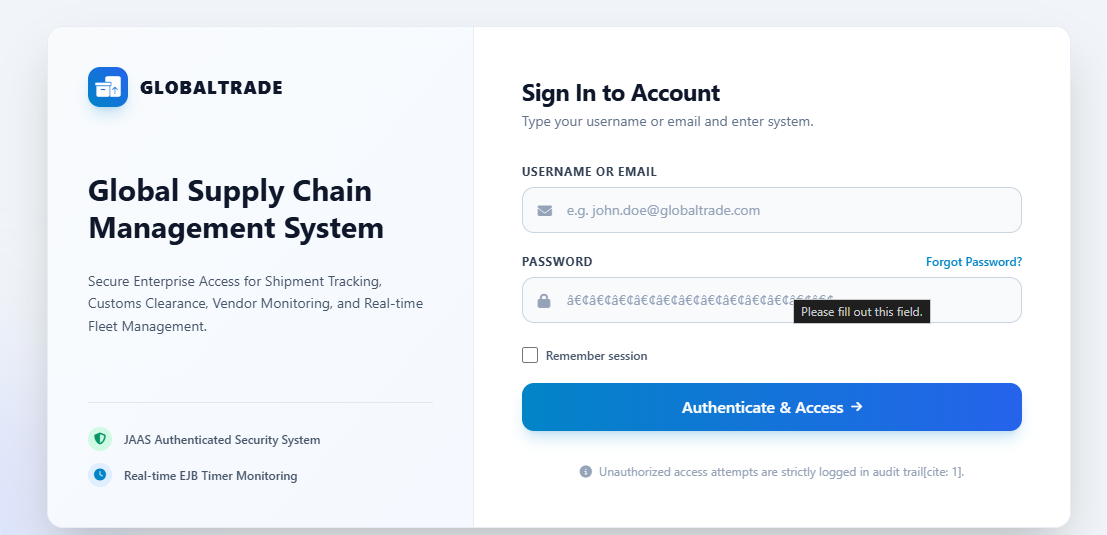 GLOBALTRADE
Global Supply Chain
Management System
Secure Enterprise Access for Shipment Tracking,
Customs Clearance, Vendor Monitoring, and Real-time
Fleet Management.
JAAS Authenticated Security System
Real-time EJB Timer Monitoring
Sign In to Account
Type your username or email and enter system.
USERNAME OR EMAIL
e.g. john.doe@globaltrade.com
PASSWORD
Forgot Password?
•••••••••••â€¢
Please fill out this field.
Remember session
Authenticate & Access →
Unauthorized access attempts are strictly logged in audit trail[cite: 1].